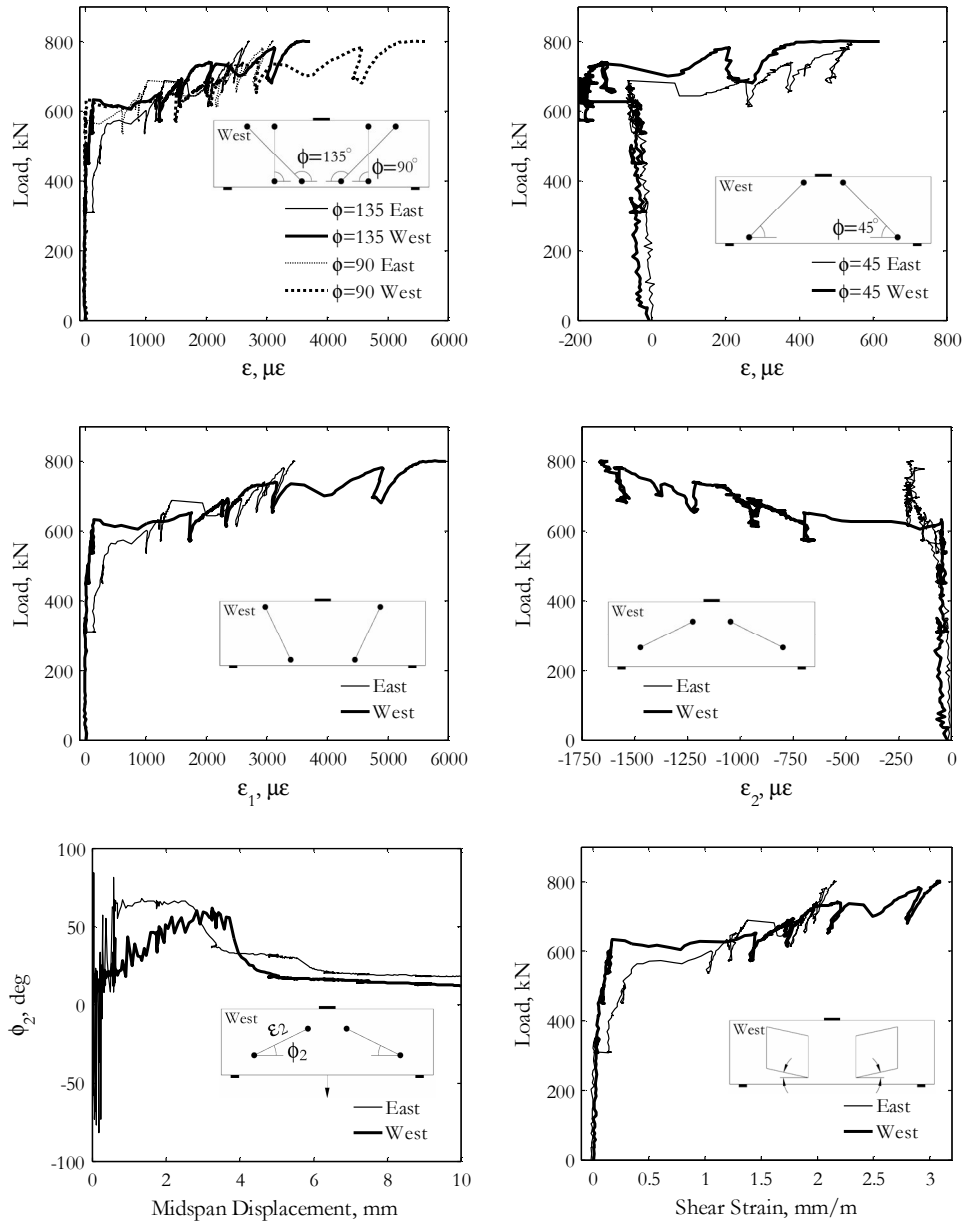 Load, kN
800
600
400
200
0
0 1000 2000 3000 4000 5000 6000
ε, με
West
ϕ=135°
ϕ=90°
ϕ=135 East
ϕ=135 West
ϕ=90 East
ϕ=90 West
Load, kN
800
600
400
200
0
-200 0 200 400 600 800
ε, με
West
ϕ=45°
ϕ=45 East
ϕ=45 West
Load, kN
800
600
400
200
0
0 1000 2000 3000 4000 5000 6000
ε1, με
West
East
West
Load, kN
800
600
400
200
0
-1750 -1500 -1250 -1000 -750 -500 -250 0
ε2, με
West
East
West
ϕ2, deg
100
50
0
-50
-100
0 2 4 6 8 10
Midspan Displacement, mm
West
ε2
ϕ2
East
West
Load, kN
800
600
400
200
0
0 0.5 1 1.5 2 2.5 3
Shear Strain, mm/m
West
East
West